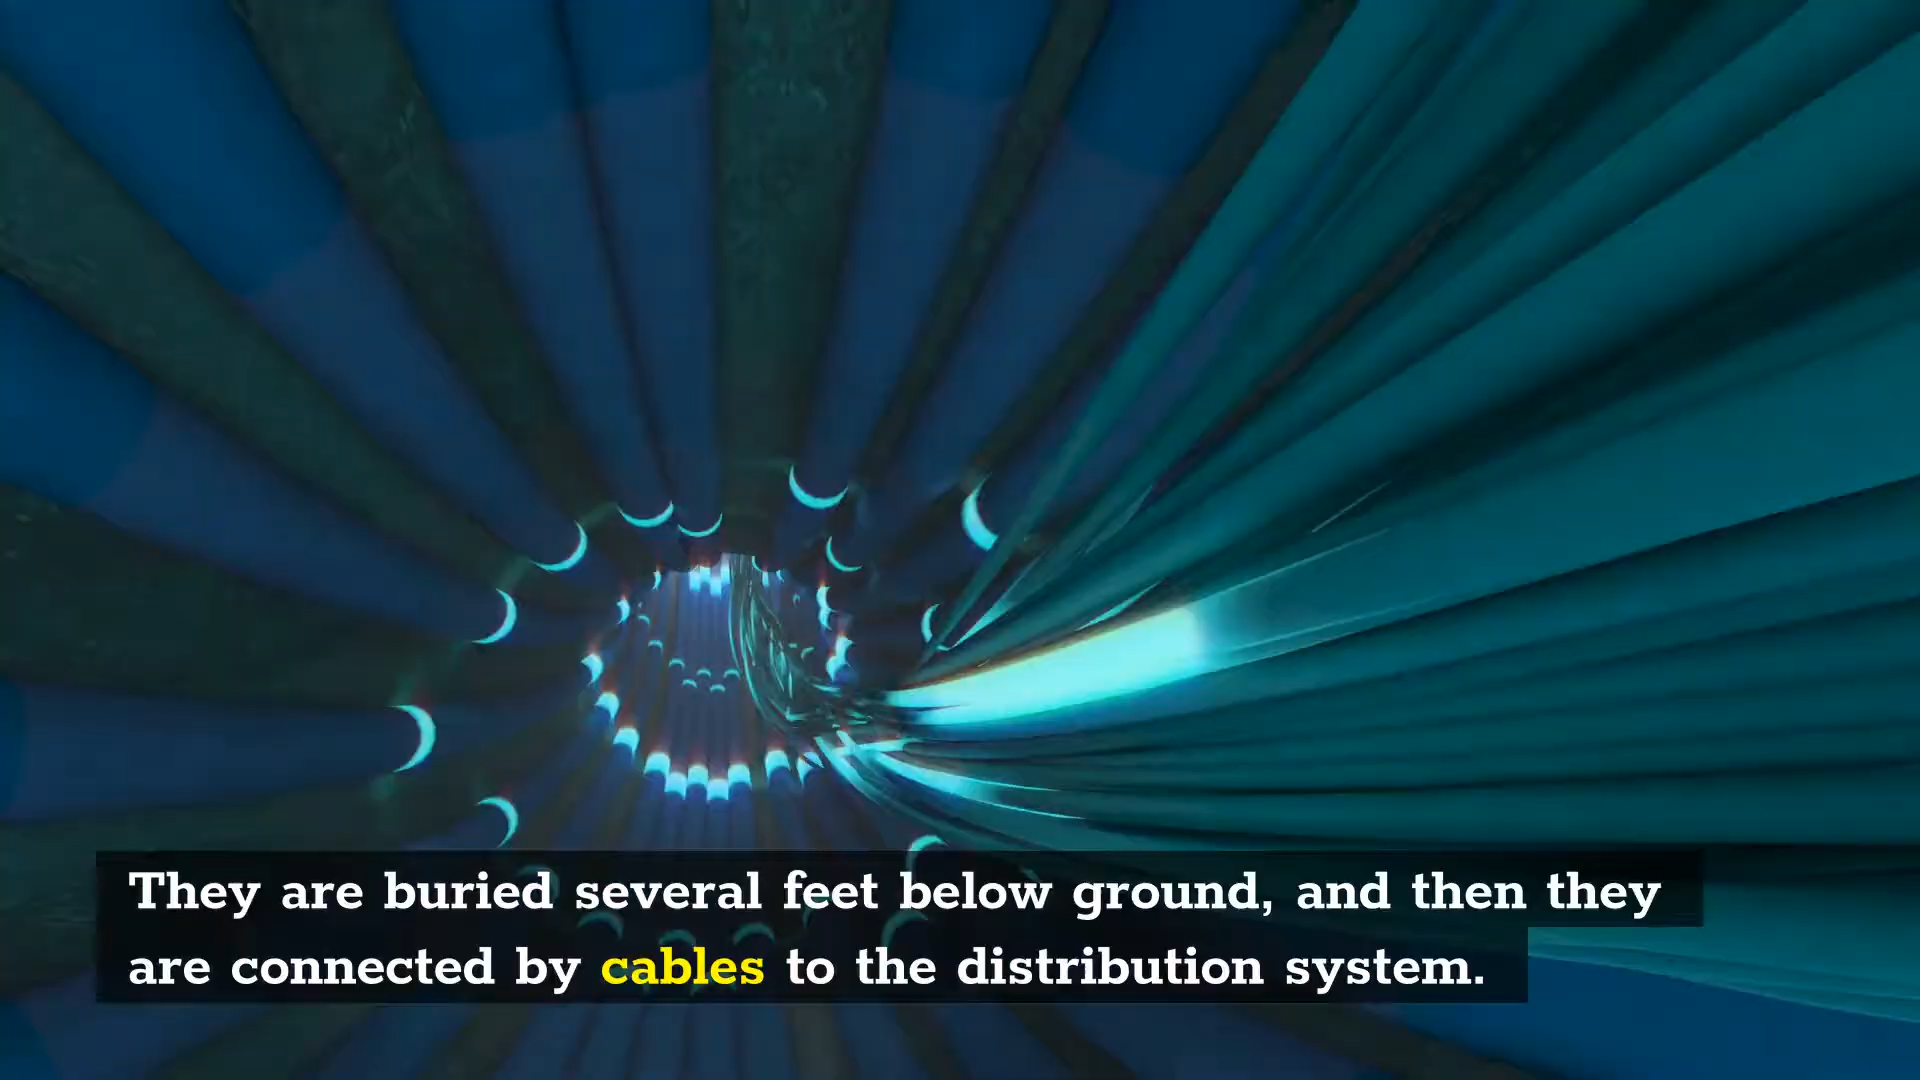 They are buried several feet below ground, and then they
are connected by cables to the distribution system.